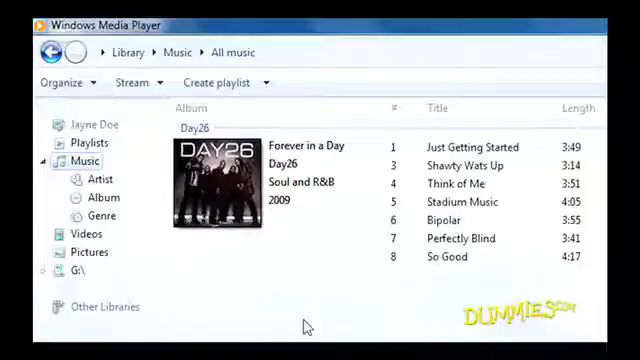 Windows Media Player
Library Music All music
Organize Stream Create playlist
Album # Title Length
Jayne Doe
Playlists
Music
Artist
Album
Genre
Videos
Pictures
G:\
Other Libraries
Day26
DAY26
Forever in a Day
Day26
Soul and R&B
2009
1 Just Getting Started 3:49
3 Shawty Wats Up 3:14
4 Think of Me 3:51
5 Stadium Music 4:05
6 Bipolar 3:55
7 Perfectly Blind 3:41
8 So Good 4:17
DUMMIES.COM